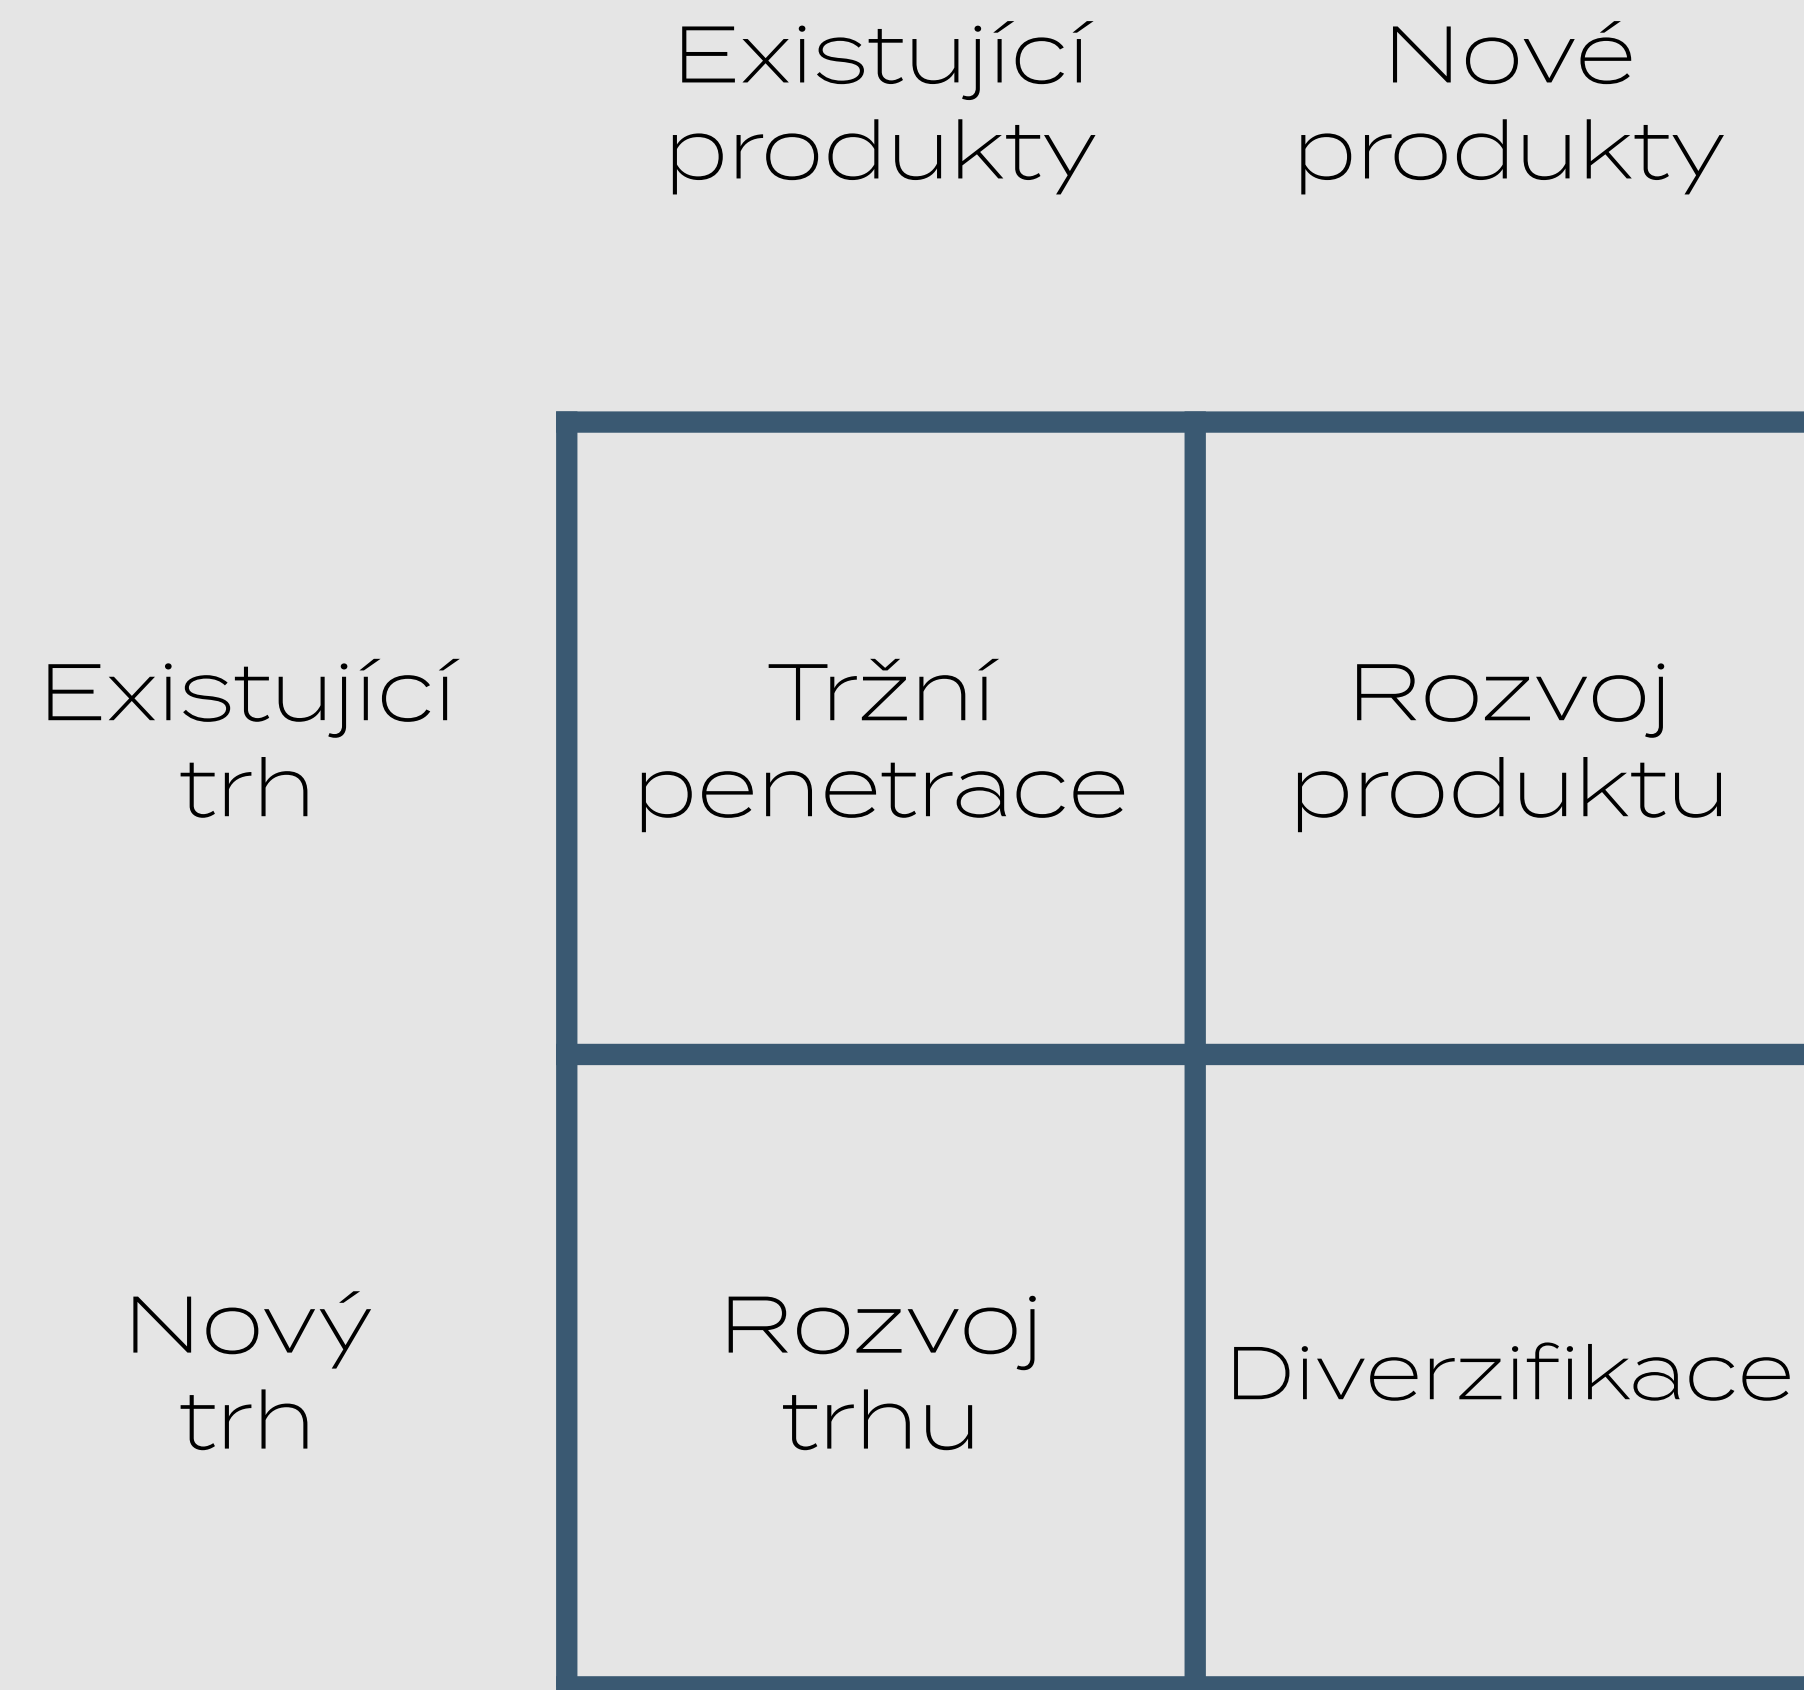 Existující
produkty
Nové
produkty
Existující
trh
Tržní
penetrace
Rozvoj
produktu
Nový
trh
Rozvoj
trhu
Diverzifikace